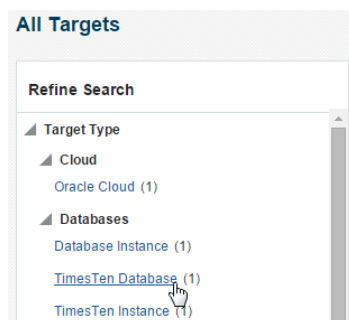 All Targets
Refine Search
Target Type
Cloud
Oracle Cloud (1)
Databases
Database Instance (1)
TimesTen Database (1)
TimesTen Instance (1)